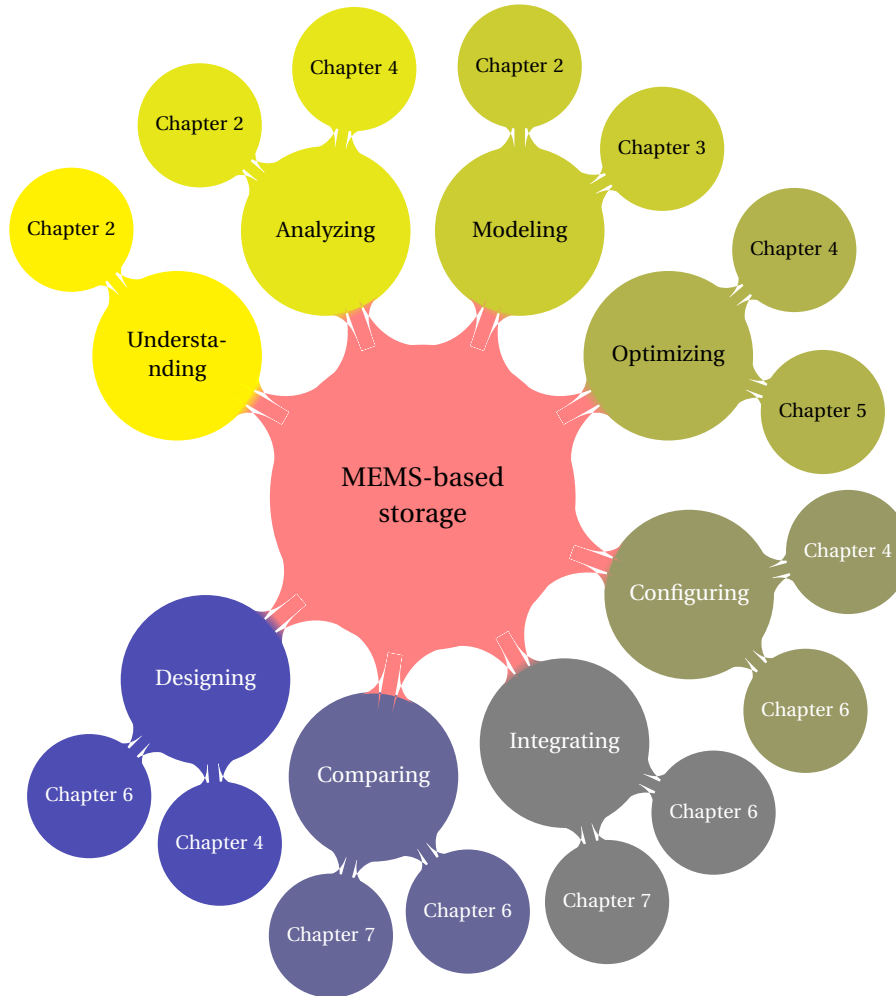 Chapter 2
Chapter 4
Chapter 2
Chapter 3
Chapter 2
Analyzing
Modeling
Chapter 4
Understa-
nding
Optimizing
Chapter 5
MEMS-based
storage
Chapter 4
Configuring
Chapter 6
Designing
Integrating
Comparing
Chapter 6
Chapter 4
Chapter 6
Chapter 7
Chapter 6
Chapter 7